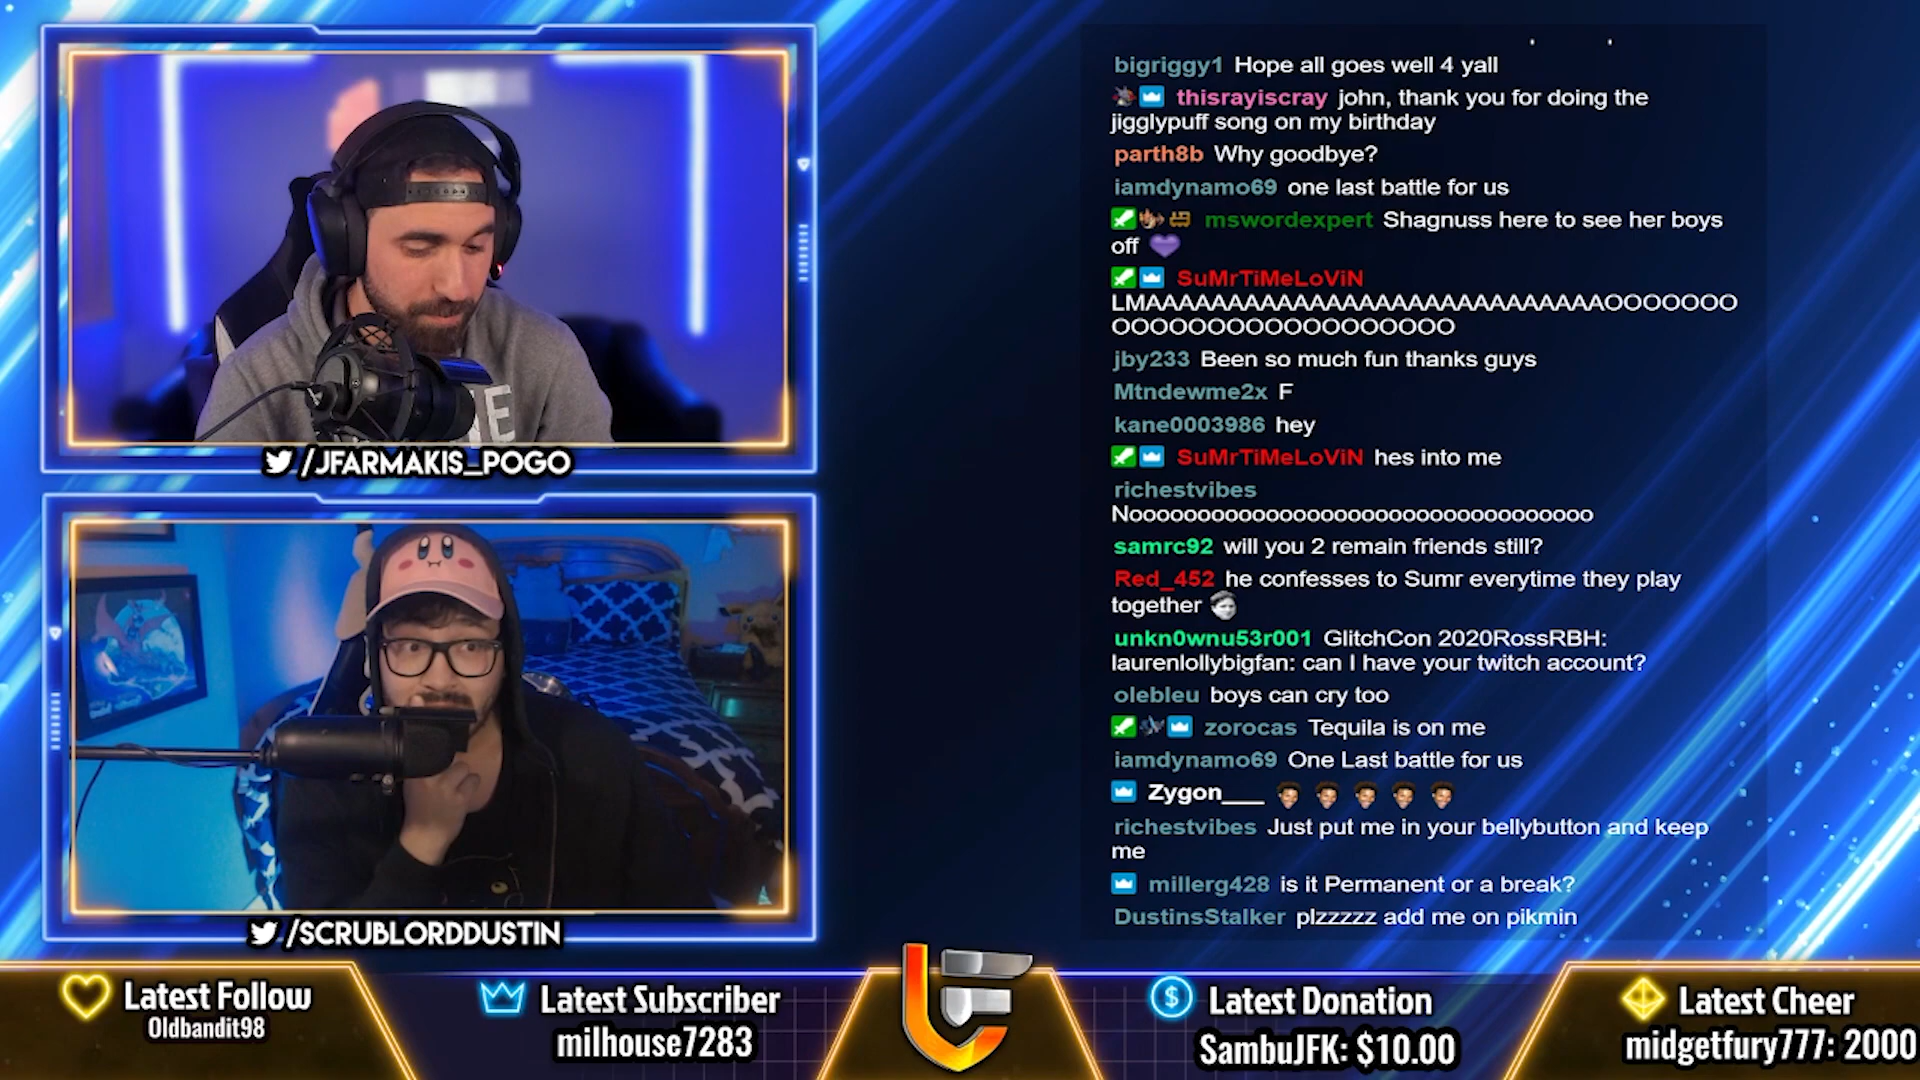 /JFARMAKIS_POGO
/SCRUBLORDDUSTIN
bigriggy1 Hope all goes well 4 yall
thisrayiscray john, thank you for doing the
jigglypuff song on my birthday
parth8b Why goodbye?
iamdynamo69 one last battle for us
mswordexpert Shagnuss here to see her boys
off
SuMrTiMeLoViN
LMAAAAAAAAAAAAAAAAAAAAAAAAAAAAOOOOOOO
OOOOOOOOOOOOOOOOOO
jby233 Been so much fun thanks guys
Mtndewme2x F
kane0003986 hey
SuMrTiMeLoViN hes into me
richestvibes
Noooooooooooooooooooooooooooooooooo
samrc92 will you 2 remain friends still?
Red_452 he confesses to Sumr everytime they play
together
unkn0wnu53r001 GlitchCon 2020RossRBH:
laurenlollybigfan: can I have your twitch account?
olebleu boys can cry too
zorocas Tequila is on me
iamdynamo69 One Last battle for us
Zygon___
richestvibes Just put me in your bellybutton and keep
me
millerg428 is it Permanent or a break?
DustinsStalker plzzzzz add me on pikmin
Latest Follow
Oldbandit98
Latest Subscriber
milhouse7283
Latest Donation
SambuJFK: $10.00
Latest Cheer
midgetfury777: 2000